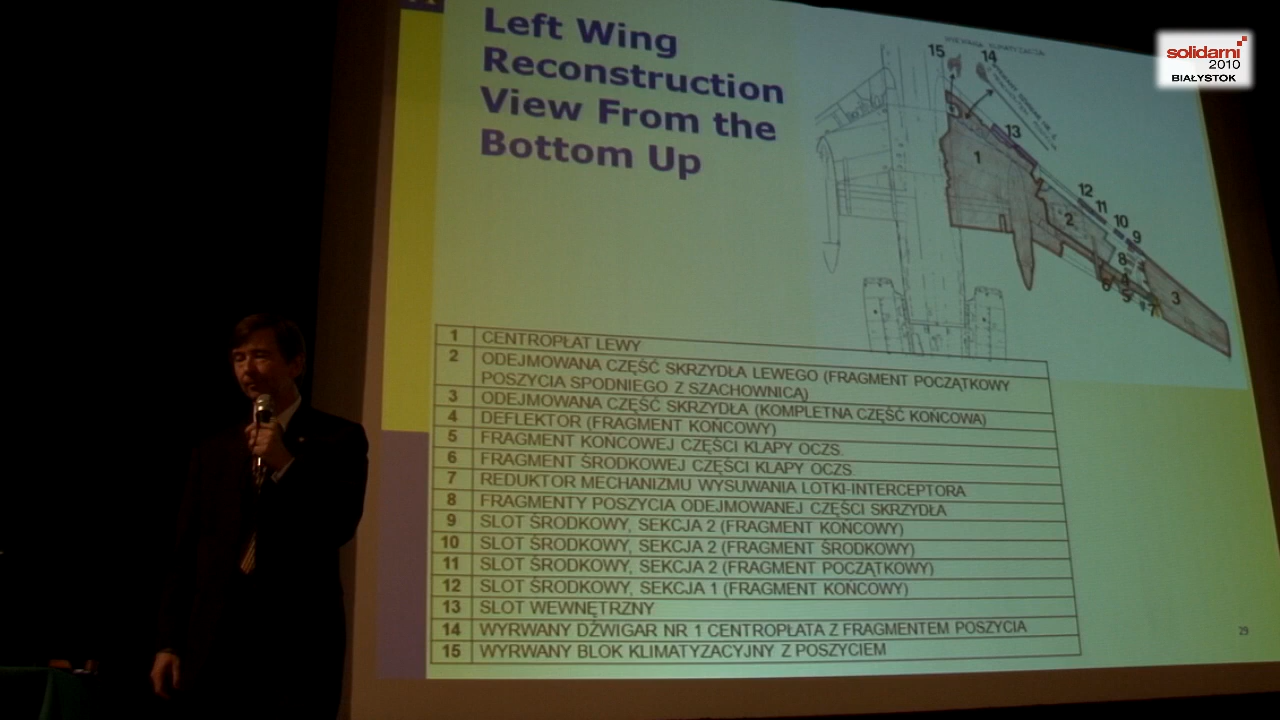 Left Wing
Reconstruction
View From the
Bottom Up
solidarni
2010
BIAŁYSTOK
15
14
13
1
12
11
10
9
2
8
4
6
5
7
3
1 CENTROPŁAT LEWY
2 ODEJMOWANA CZĘŚĆ SKRZYDŁA LEWEGO (FRAGMENT POCZĄTKOWY
POSZYCIA SPODNIEGO Z SZACHOWNICĄ)
3 ODEJMOWANA CZĘŚĆ SKRZYDŁA (KOMPLETNA CZĘŚĆ KOŃCOWA)
4 DEFLEKTOR (FRAGMENT KOŃCOWY)
5 FRAGMENT KOŃCOWEJ CZĘŚCI KLAPY OCZS.
6 FRAGMENT ŚRODKOWEJ CZĘŚCI KLAPY OCZS.
7 REDUKTOR MECHANIZMU WYSUWANIA LOTKI-INTERCEPTORA
8 FRAGMENTY POSZYCIA ODEJMOWANEJ CZĘŚCI SKRZYDŁA
9 SLOT ŚRODKOWY, SEKCJA 2 (FRAGMENT KOŃCOWY)
10 SLOT ŚRODKOWY, SEKCJA 2 (FRAGMENT ŚRODKOWY)
11 SLOT ŚRODKOWY, SEKCJA 2 (FRAGMENT POCZĄTKOWY)
12 SLOT ŚRODKOWY, SEKCJA 1 (FRAGMENT KOŃCOWY)
13 SLOT WEWNĘTRZNY
14 WYRWANY DŹWIGAR NR 1 CENTROPŁATA Z FRAGMENTEM POSZYCIA
15 WYRWANY BLOK KLIMATYZACYJNY Z POSZYCIEM
29